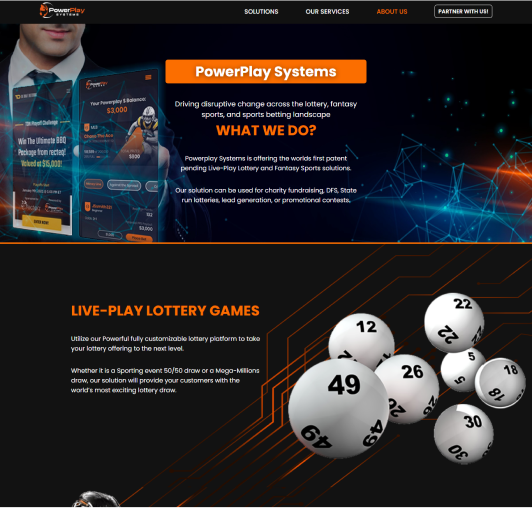 PowerPlay
SYSTEMS
SOLUTIONS
OUR SERVICES
ABOUT US
PARTNER WITH US!
PowerPlay Systems
Driving disruptive change across the lottery, fantasy
sports, and sports betting landscape
WHAT WE DO?
Powerplay Systems is offering the worlds first patent
pending Live-Play Lottery and Fantasy Sports solutions.
Our solution can be used for charity fundraising, DFS, State
run lotteries, lead generation, or promotional contests,
Win The Ultimate BBQ
Package from recteq!
Valued at $15,000!
Your Powerplay $ Balance:
$3,000
LIVE-PLAY LOTTERY GAMES
Utilize our Powerful fully customizable lottery platform to take
your lottery offering to the next level.
Whether it is a Sporting event 50/50 draw or a Mega-Millions
draw, our solution will provide your customers with the
world's most exciting lottery draw.
12
22
22
5
5
18
18
26
26
49
49
49
30
30